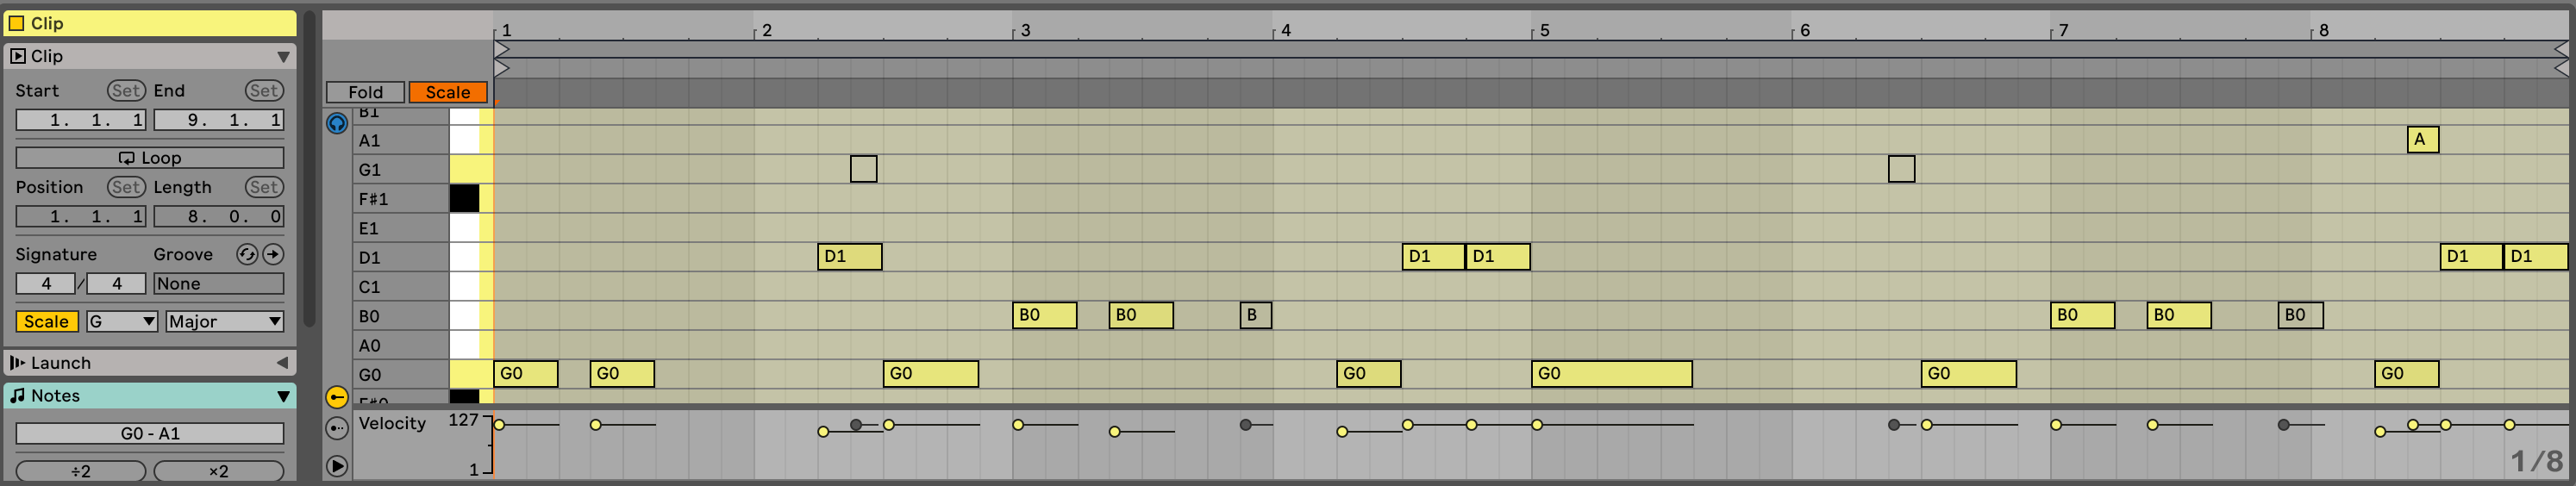 Clip
Clip
Start Set End Set
1. 1. 1 9. 1. 1
Loop
Position Set Length Set
1. 1. 1 8. 0. 0
Signature Groove
4 / 4 None
Scale G Major
Launch
Notes
G0 - A1
÷2 ×2
1 2 3 4 5 6 7 8
Fold Scale
B1
A1 A
G1
F#1
E1
D1 D1 D1 D1 D1 D1
C1
B0 B0 B0 B B0 B0 B0
A0
G0 G0 G0 G0 G0 G0 G0 G0
F#0
Velocity 127
1
1/8